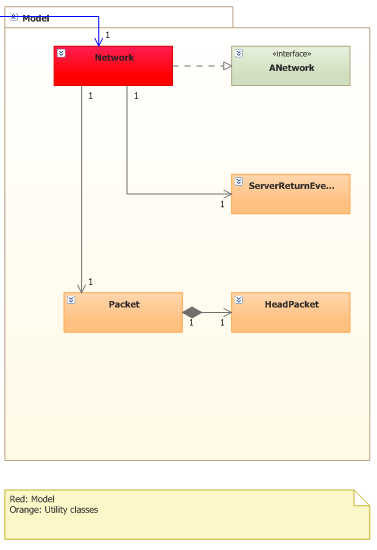 Model
1
Network
«interface»
ANetwork
1
1
ServerReturnEve...
1
1
Packet
HeadPacket
1
1
Red: Model
Orange: Utility classes